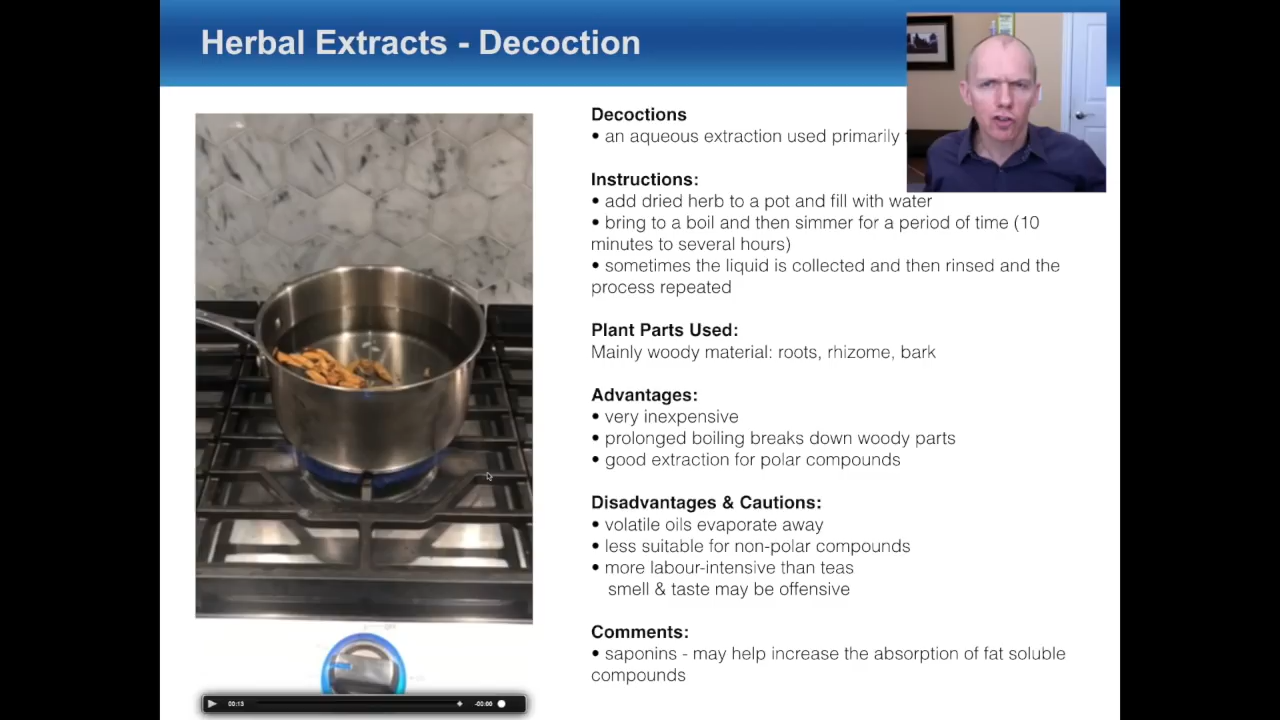 Herbal Extracts - Decoction
Decoctions
• an aqueous extraction used primarily
Instructions:
• add dried herb to a pot and fill with water
• bring to a boil and then simmer for a period of time (10
minutes to several hours)
• sometimes the liquid is collected and then rinsed and the
process repeated
Plant Parts Used:
Mainly woody material: roots, rhizome, bark
Advantages:
• very inexpensive
• prolonged boiling breaks down woody parts
• good extraction for polar compounds
Disadvantages & Cautions:
• volatile oils evaporate away
• less suitable for non-polar compounds
• more labour-intensive than teas
smell & taste may be offensive
Comments:
• saponins - may help increase the absorption of fat soluble
compounds
00:13
-00:00